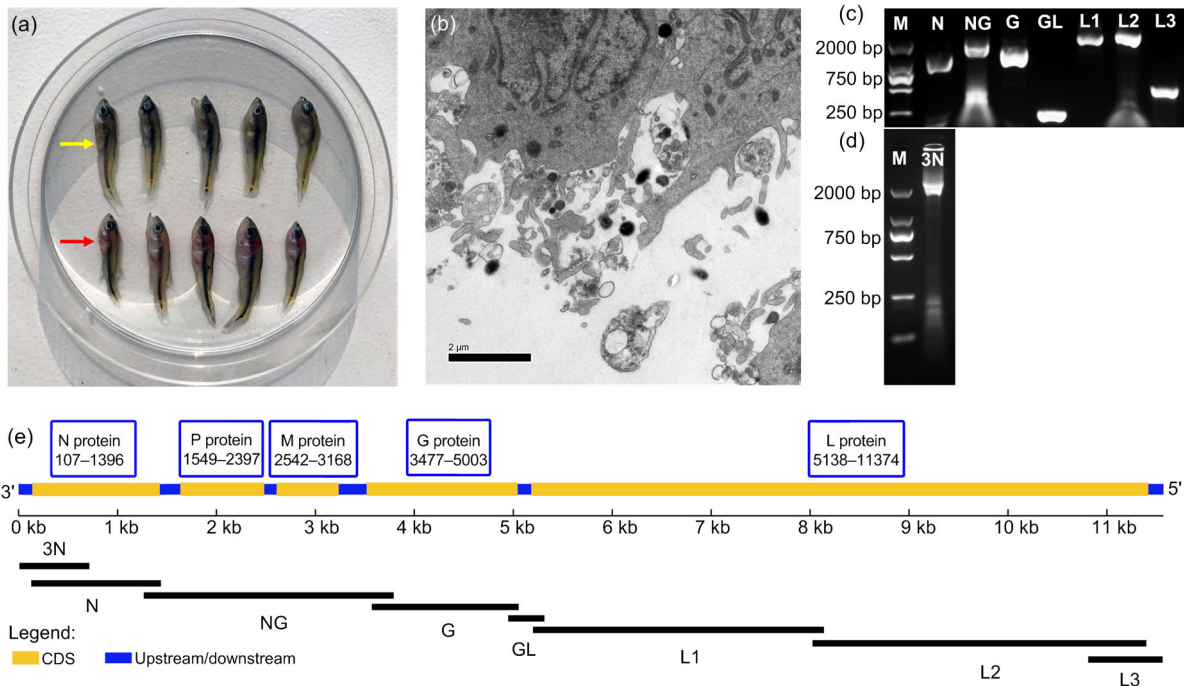 (a)
(b)
2 µm
(c)
M N NG G GL L1 L2 L3
2000 bp
750 bp
250 bp
(d)
M 3N
2000 bp
750 bp
250 bp
(e)
N protein
107–1396
P protein
1549–2397
M protein
2542–3168
G protein
3477–5003
L protein
5138–11374
3' 5'
0 kb 1 kb 2 kb 3 kb 4 kb 5 kb 6 kb 7 kb 8 kb 9 kb 10 kb 11 kb
3N
N
NG
G
GL
L1
L2
L3
Legend:
CDS Upstream/downstream